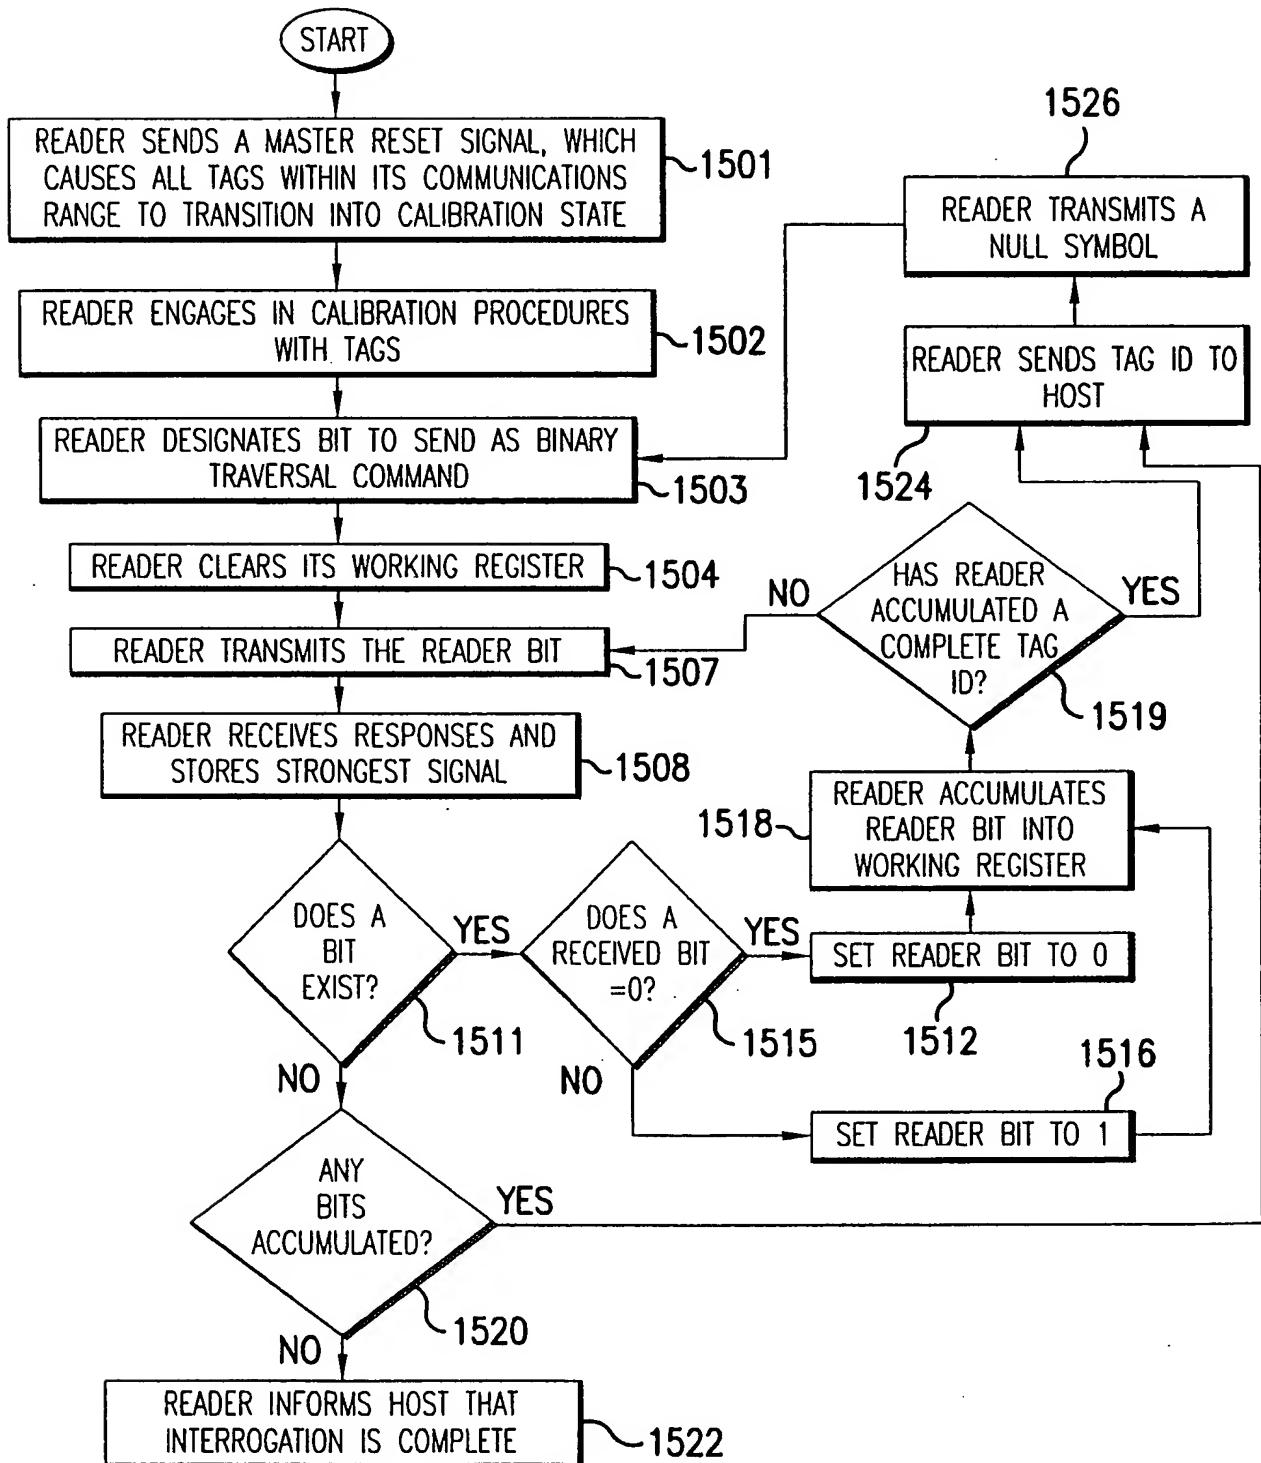 START
READER SENDS A MASTER RESET SIGNAL, WHICH
CAUSES ALL TAGS WITHIN ITS COMMUNICATIONS
RANGE TO TRANSITION INTO CALIBRATION STATE
1501
READER ENGAGES IN CALIBRATION PROCEDURES
WITH TAGS
1502
READER DESIGNATES BIT TO SEND AS BINARY
TRAVERSAL COMMAND
1503
READER CLEARS ITS WORKING REGISTER
1504
READER TRANSMITS THE READER BIT
1507
READER RECEIVES RESPONSES AND
STORES STRONGEST SIGNAL
1508
DOES A
BIT
EXIST?
1511
YES
NO
DOES A
RECEIVED BIT
=0?
1515
YES
NO
SET READER BIT TO 0
1512
SET READER BIT TO 1
1516
READER ACCUMULATES
READER BIT INTO
WORKING REGISTER
1518
HAS READER
ACCUMULATED A
COMPLETE TAG
ID?
1519
NO
YES
READER SENDS TAG ID TO
HOST
1524
READER TRANSMITS A
NULL SYMBOL
1526
ANY
BITS
ACCUMULATED?
1520
YES
NO
READER INFORMS HOST THAT
INTERROGATION IS COMPLETE
1522